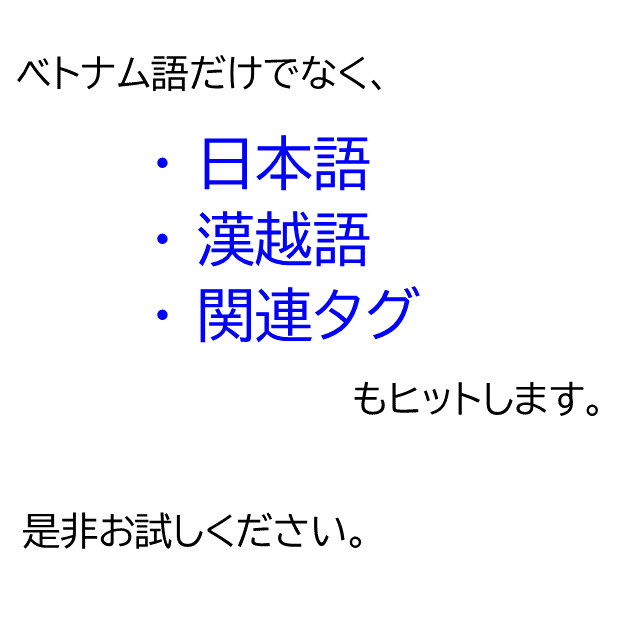 ベトナム語だけでなく、
・日本語
・漢越語
・関連タグ
もヒットします。
是非お試しください。